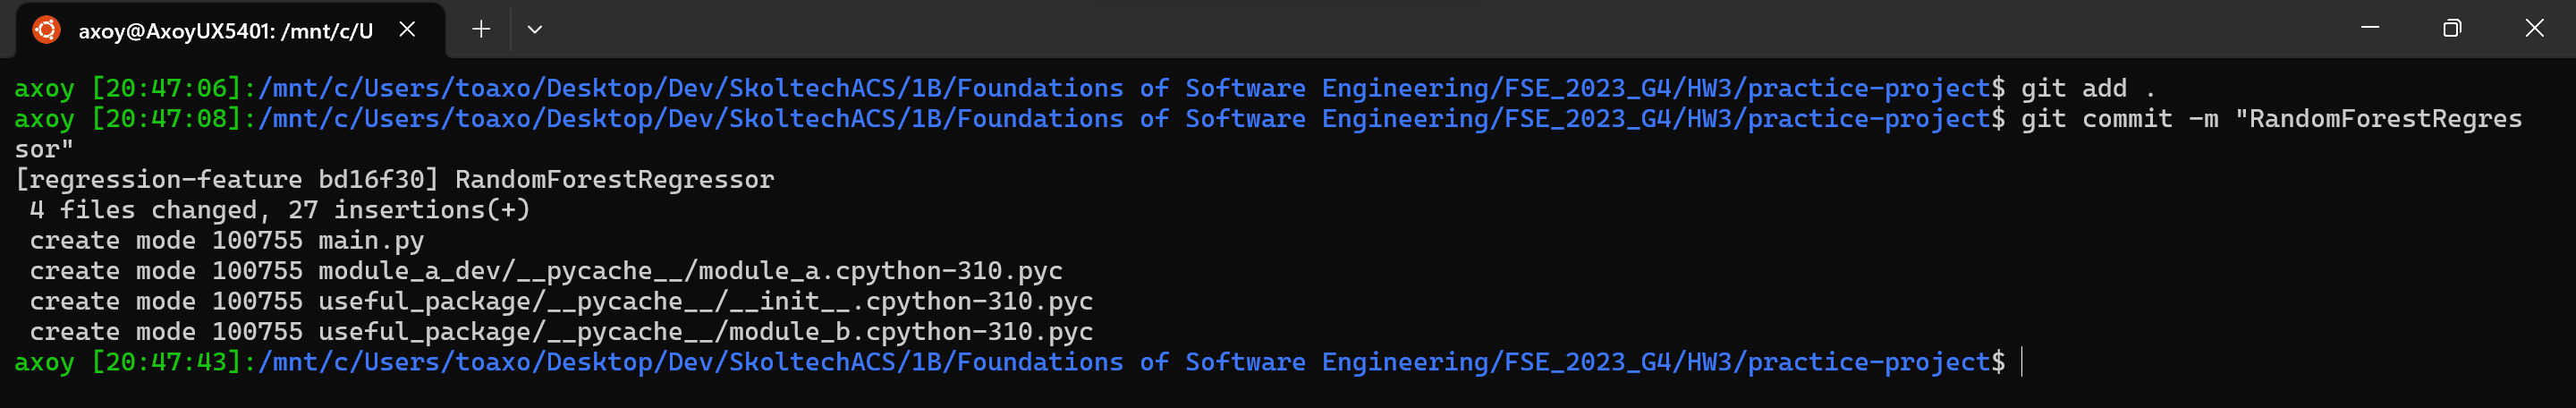 axoy@AxoyUX5401: /mnt/c/U
axoy [20:47:06]:/mnt/c/Users/toaxo/Desktop/Dev/SkoltechACS/1B/Foundations of Software Engineering/FSE_2023_G4/HW3/practice-project$ git add .
axoy [20:47:08]:/mnt/c/Users/toaxo/Desktop/Dev/SkoltechACS/1B/Foundations of Software Engineering/FSE_2023_G4/HW3/practice-project$ git commit -m "RandomForestRegres
sor"
[regression-feature bd16f30] RandomForestRegressor
 4 files changed, 27 insertions(+)
 create mode 100755 main.py
 create mode 100755 module_a_dev/__pycache__/module_a.cpython-310.pyc
 create mode 100755 useful_package/__pycache__/__init__.cpython-310.pyc
 create mode 100755 useful_package/__pycache__/module_b.cpython-310.pyc
axoy [20:47:43]:/mnt/c/Users/toaxo/Desktop/Dev/SkoltechACS/1B/Foundations of Software Engineering/FSE_2023_G4/HW3/practice-project$